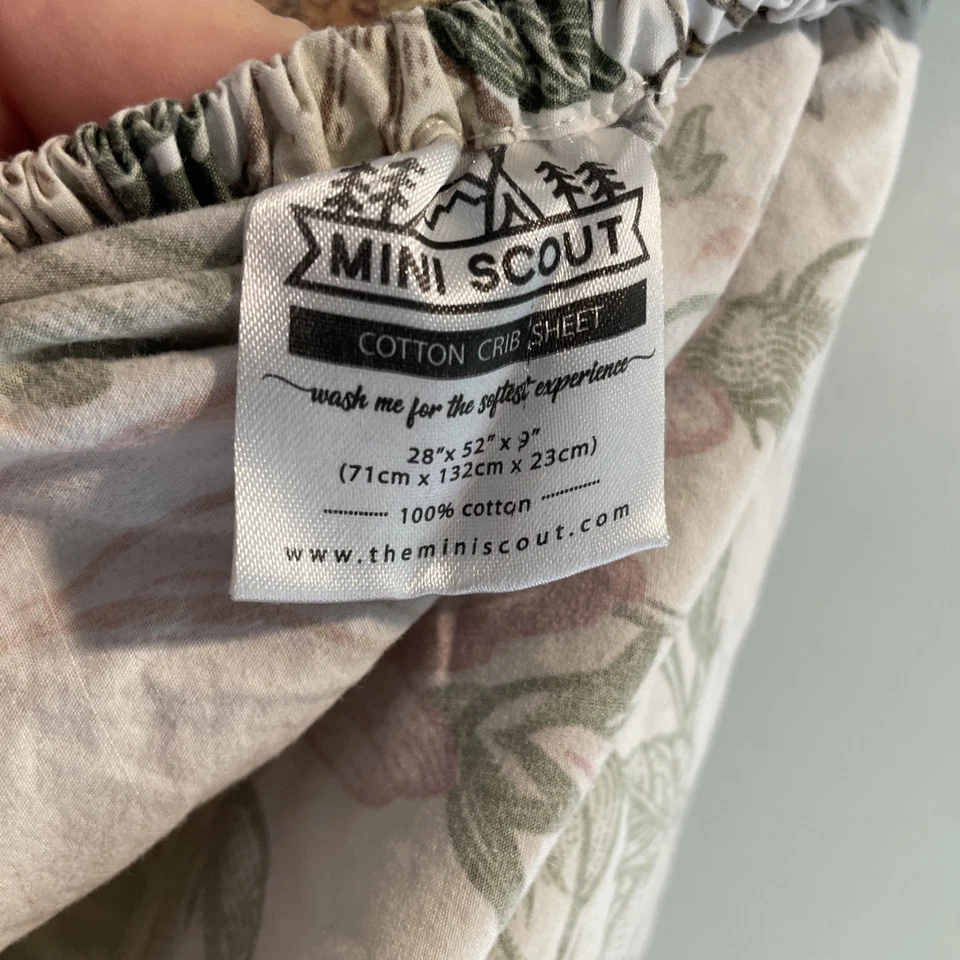 MINI SCOUT
COTTON CRIB SHEET
wash me for the softest experience
28"x 52" x 9"
(71cm x 132cm x 23cm)
100% cotton
www.theminiscout.com